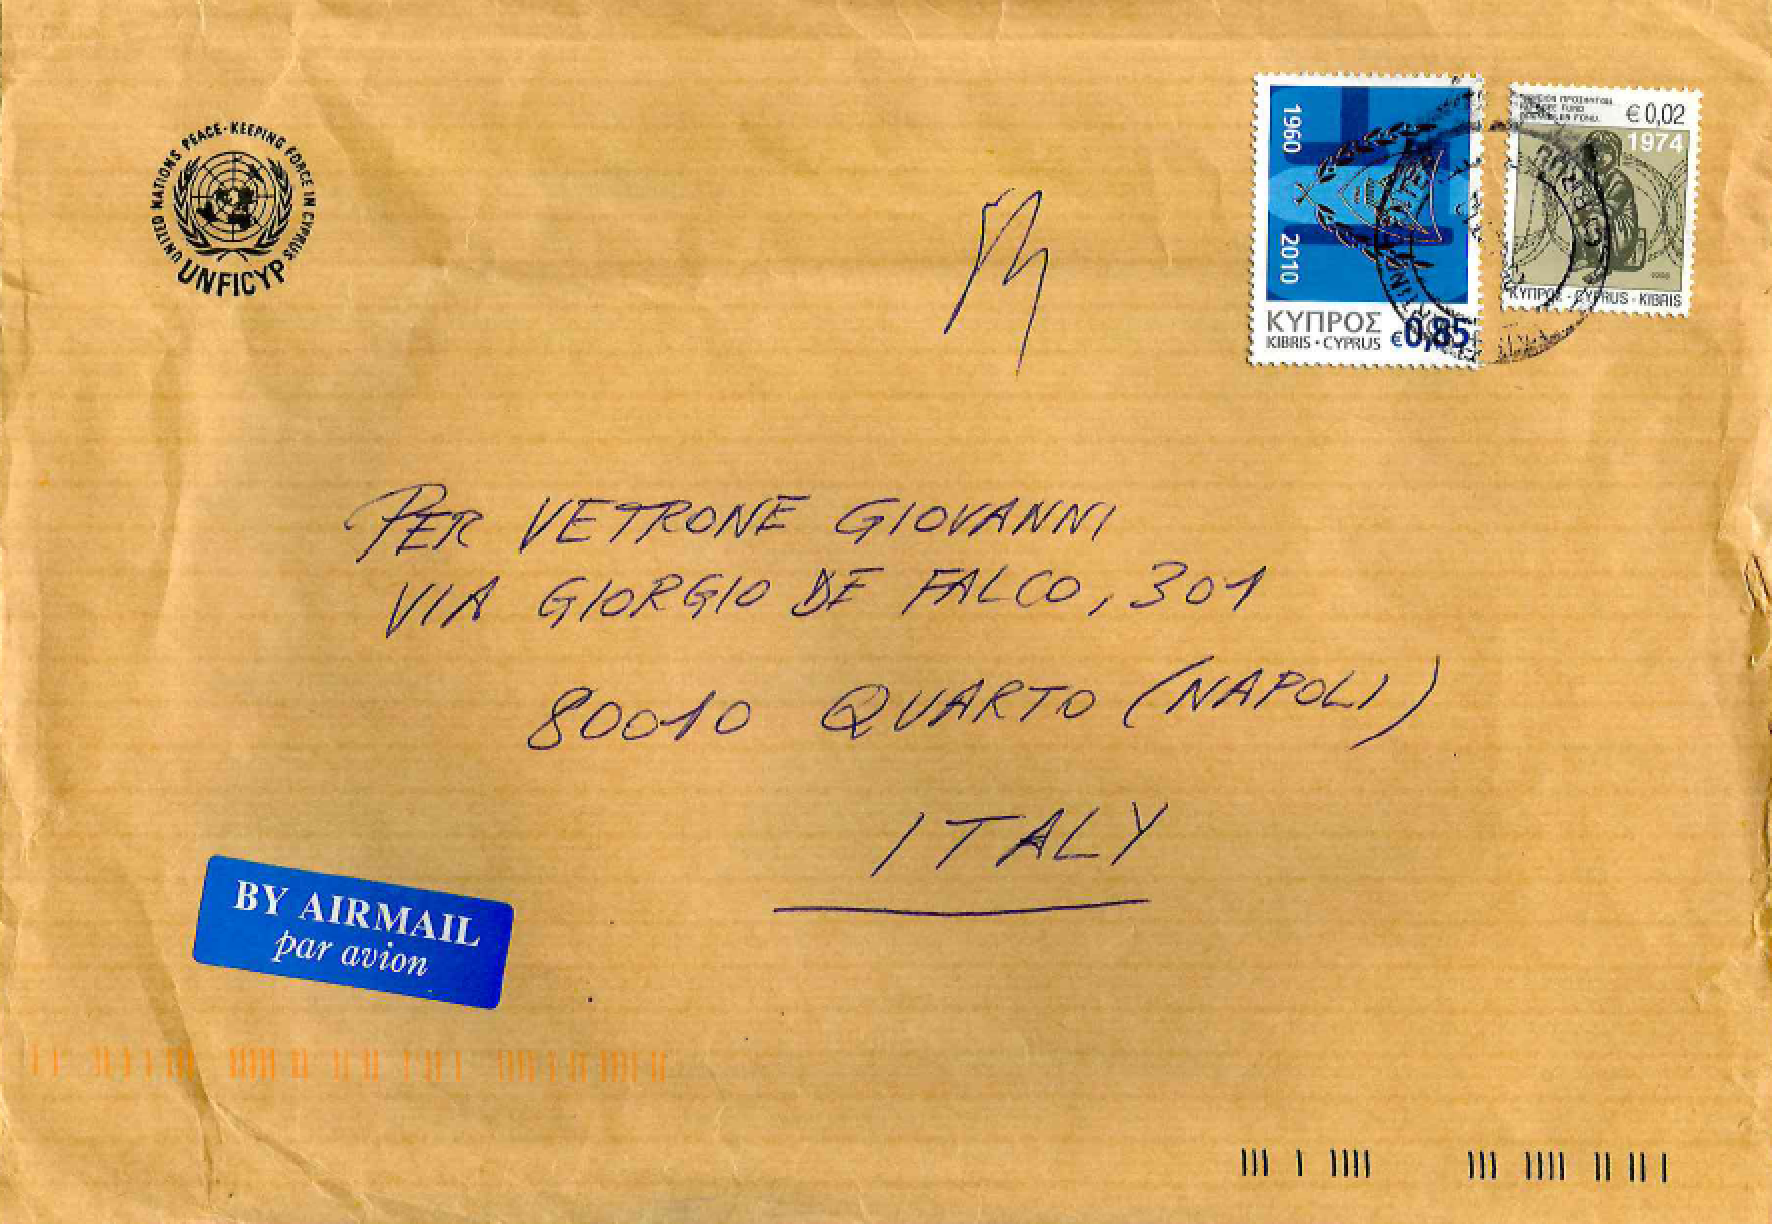 UNITED NATIONS PEACE-KEEPING FORCE IN CYPRUS
UNFICYP
1960
2010
ΚΥΠΡΟΣ
KIBRIS • CYPRUS
€0,85
€ 0,02
1974
ΚΥΠΡΟΣ - CYPRUS - KIBRIS
PER VETRONE GIOVANNI
VIA GIORGIO DE FALCO, 301
80010 QUARTO (NAPOLI)
ITALY
BY AIRMAIL
par avion